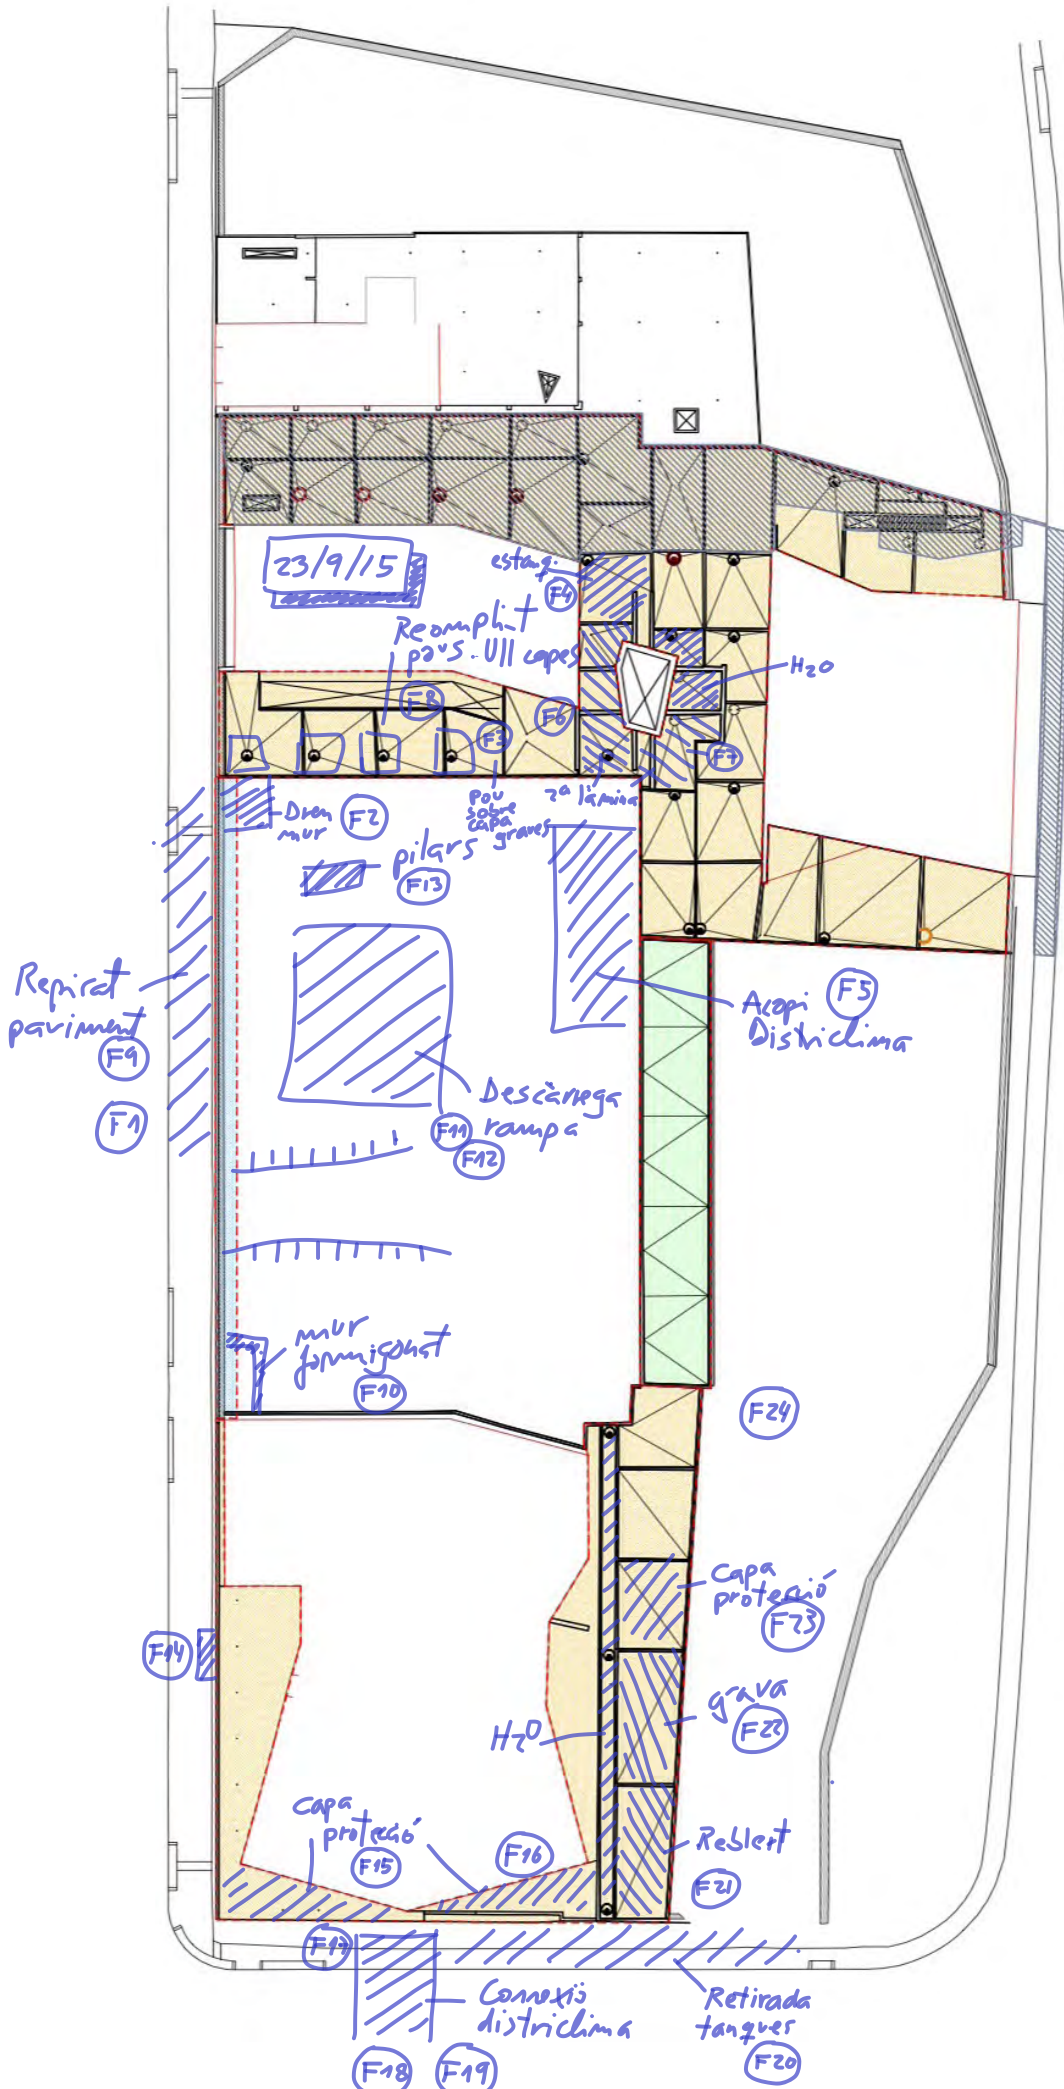 23/9/15
estanq.
F4
Reomplint
pous. Ull capes
F8
H₂O
F6
F3
F7
pou
sobre
capa
graves
2ª làmina
Dren
mur
F2
pilars
F13
Repicat
paviment
F9
F1
Acopi
Districlima
F5
Descàrrega
rampa
F11
F12
mur
formigonat
F10
F24
capa
protecció
F23
F14
grava
F22
H₂O
capa
protecció
F15
F16
Reblert
F21
F17
Connexió
districlima
F18
F19
Retirada
tanques
F20